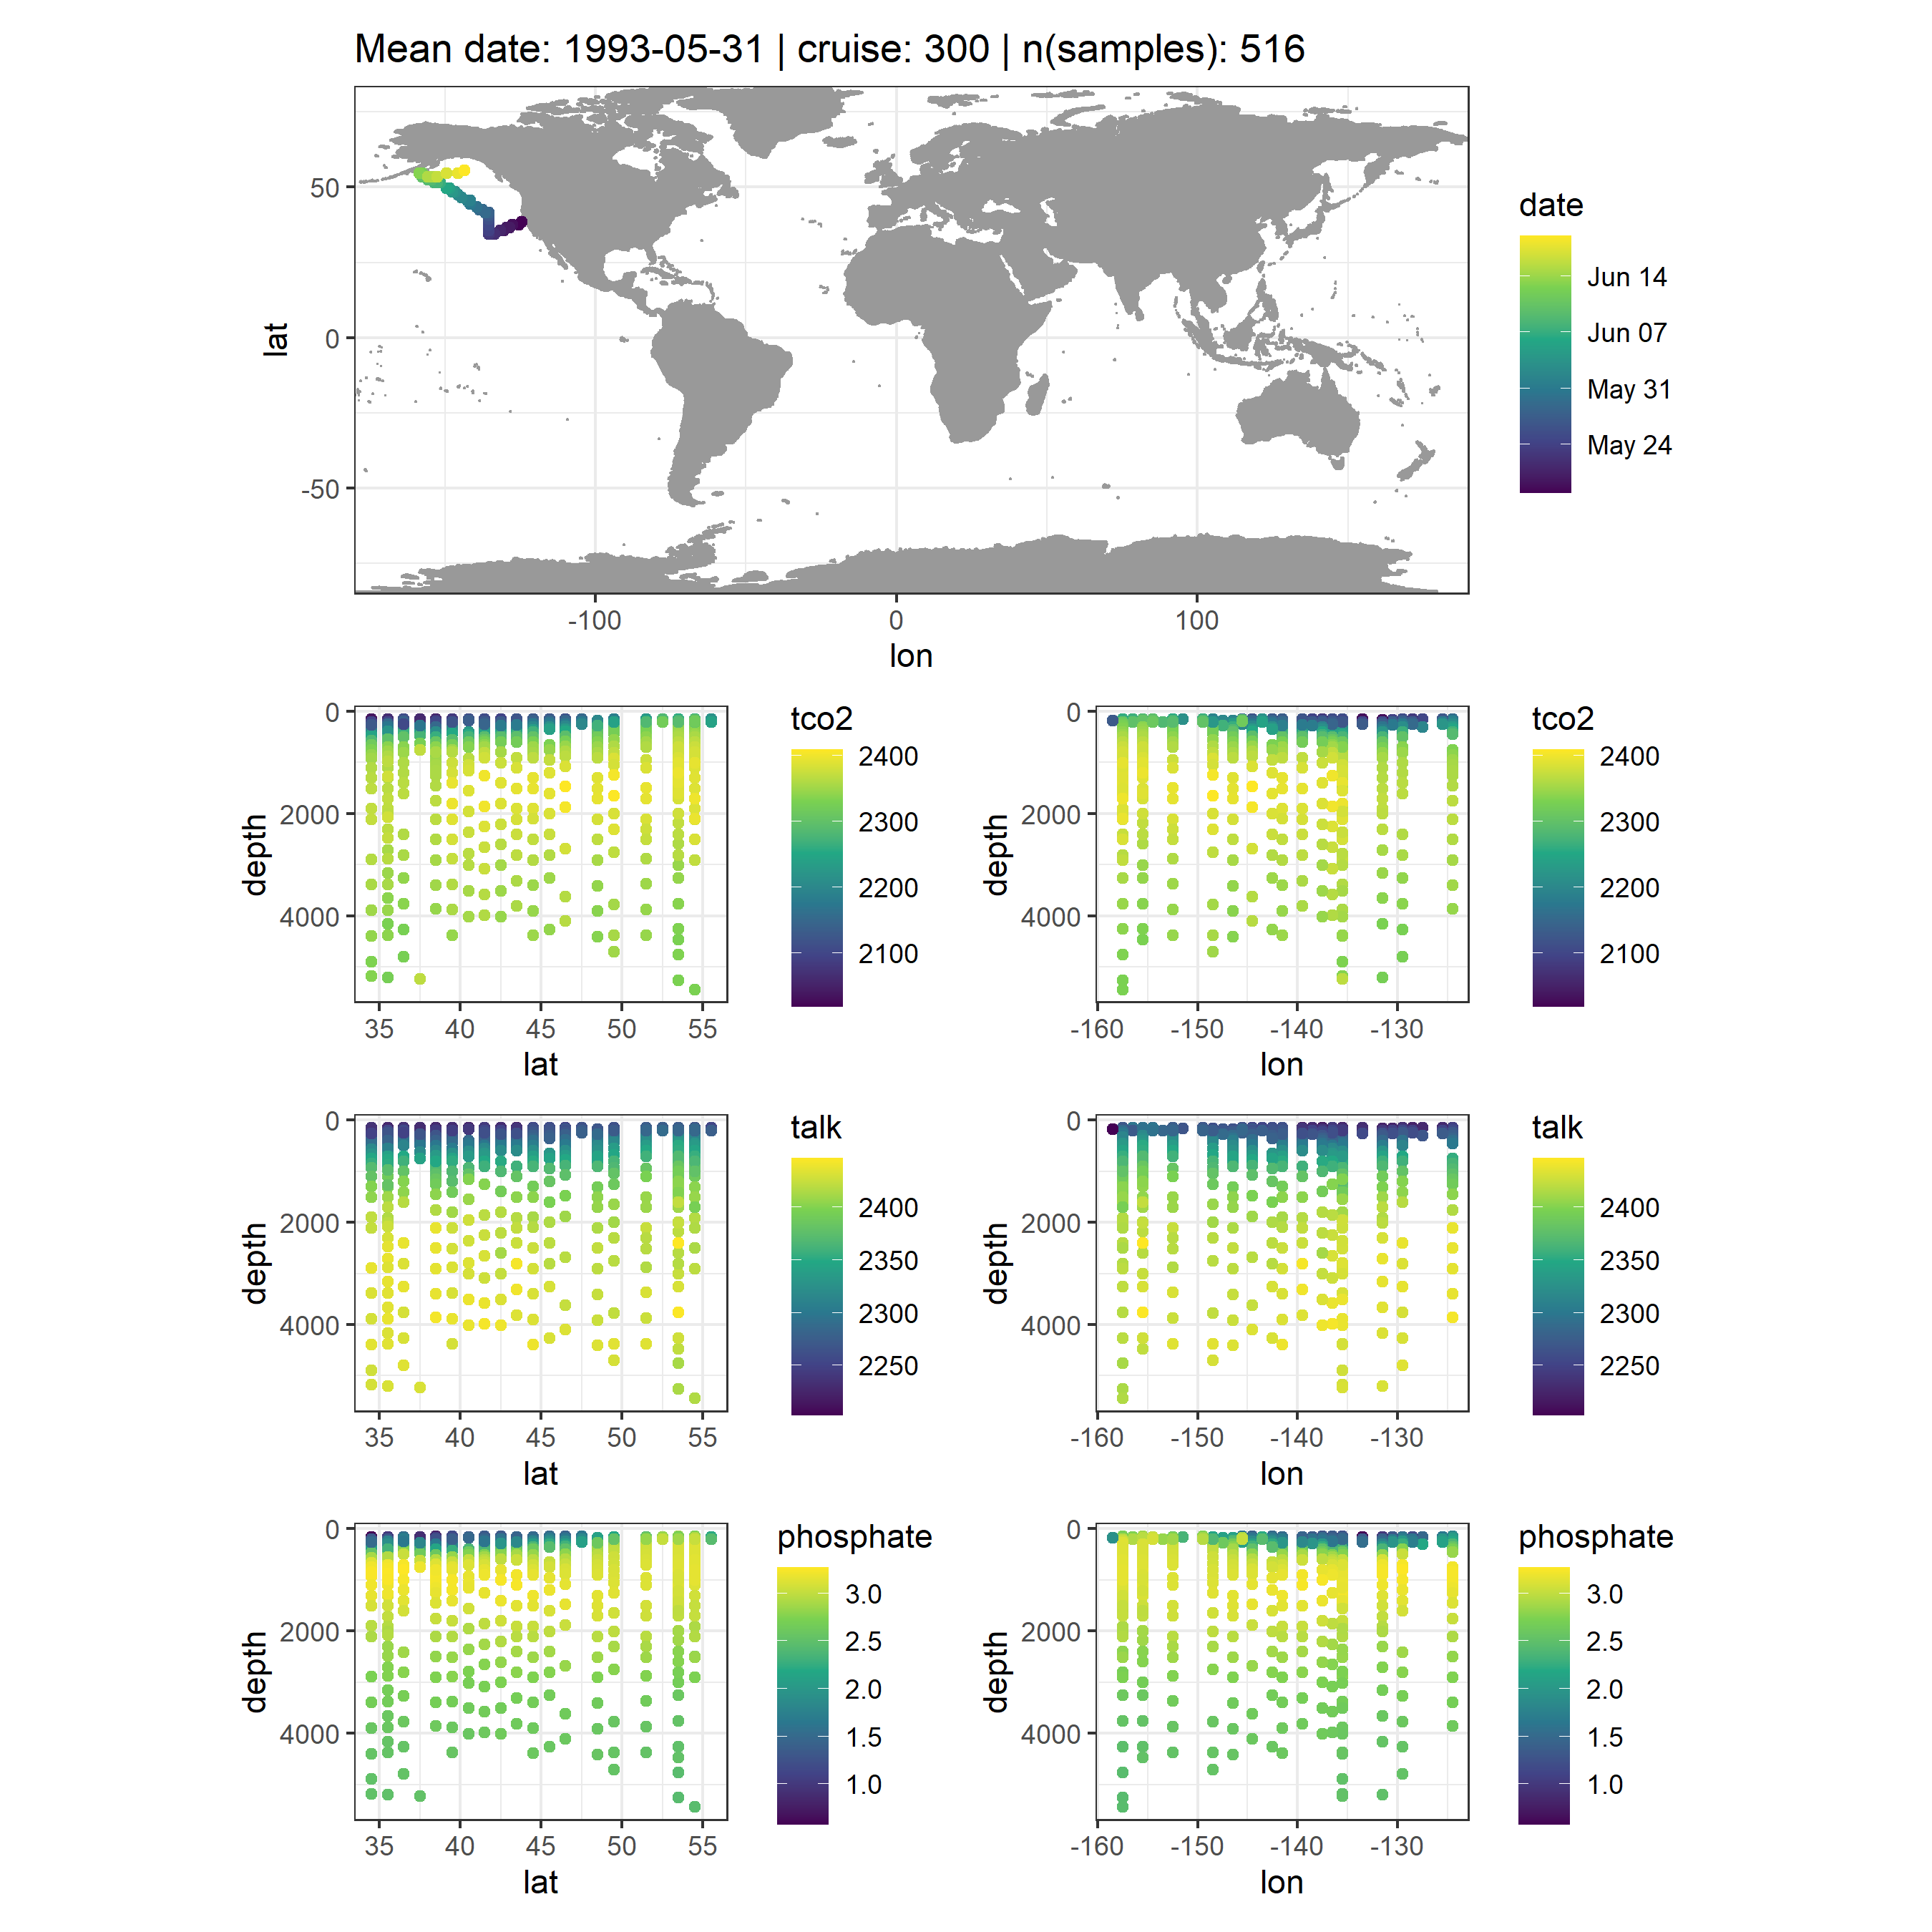 Mean date: 1993-05-31 | cruise: 300 | n(samples): 516
50
0
-50
lat
-100
0
100
lon
date
Jun 14
Jun 07
May 31
May 24
0
2000
4000
depth
35
40
45
50
55
lat
tco2
2400
2300
2200
2100
0
2000
4000
depth
-160
-150
-140
-130
lon
tco2
2400
2300
2200
2100
0
2000
4000
depth
35
40
45
50
55
lat
talk
2400
2350
2300
2250
0
2000
4000
depth
-160
-150
-140
-130
lon
talk
2400
2350
2300
2250
0
2000
4000
depth
35
40
45
50
55
lat
phosphate
3.0
2.5
2.0
1.5
1.0
0
2000
4000
depth
-160
-150
-140
-130
lon
phosphate
3.0
2.5
2.0
1.5
1.0